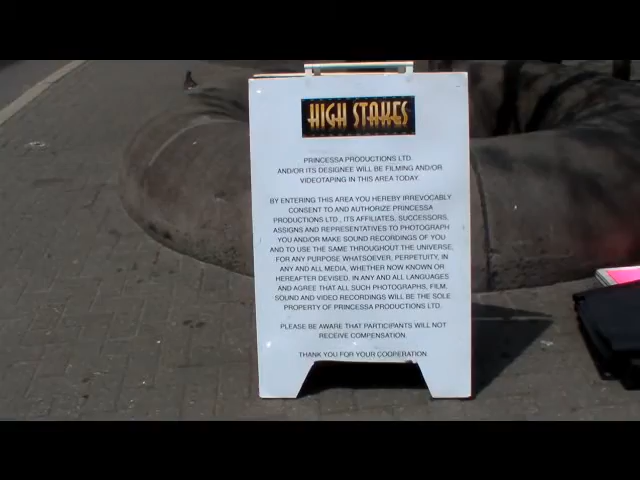 HIGH STAKES
PRINCESSA PRODUCTIONS LTD.
AND/OR ITS DESIGNEE WILL BE FILMING AND/OR
VIDEOTAPING IN THIS AREA TODAY.
BY ENTERING THIS AREA YOU HEREBY IRREVOCABLY
CONSENT TO AND AUTHORIZE PRINCESSA
PRODUCTIONS LTD., ITS AFFILIATES, SUCCESSORS,
ASSIGNS AND REPRESENTATIVES TO PHOTOGRAPH
YOU AND/OR MAKE SOUND RECORDINGS OF YOU
AND TO USE THE SAME THROUGHOUT THE UNIVERSE,
FOR ANY PURPOSE WHATSOEVER, PERPETUITY, IN
ANY AND ALL MEDIA, WHETHER NOW KNOWN OR
HEREAFTER DEVISED, IN ANY AND ALL LANGUAGES
AND AGREE THAT ALL SUCH PHOTOGRAPHS, FILM,
SOUND AND VIDEO RECORDINGS WILL BE THE SOLE
PROPERTY OF PRINCESSA PRODUCTIONS LTD.
PLEASE BE AWARE THAT PARTICIPANTS WILL NOT
RECEIVE COMPENSATION.
THANK YOU FOR YOUR COOPERATION